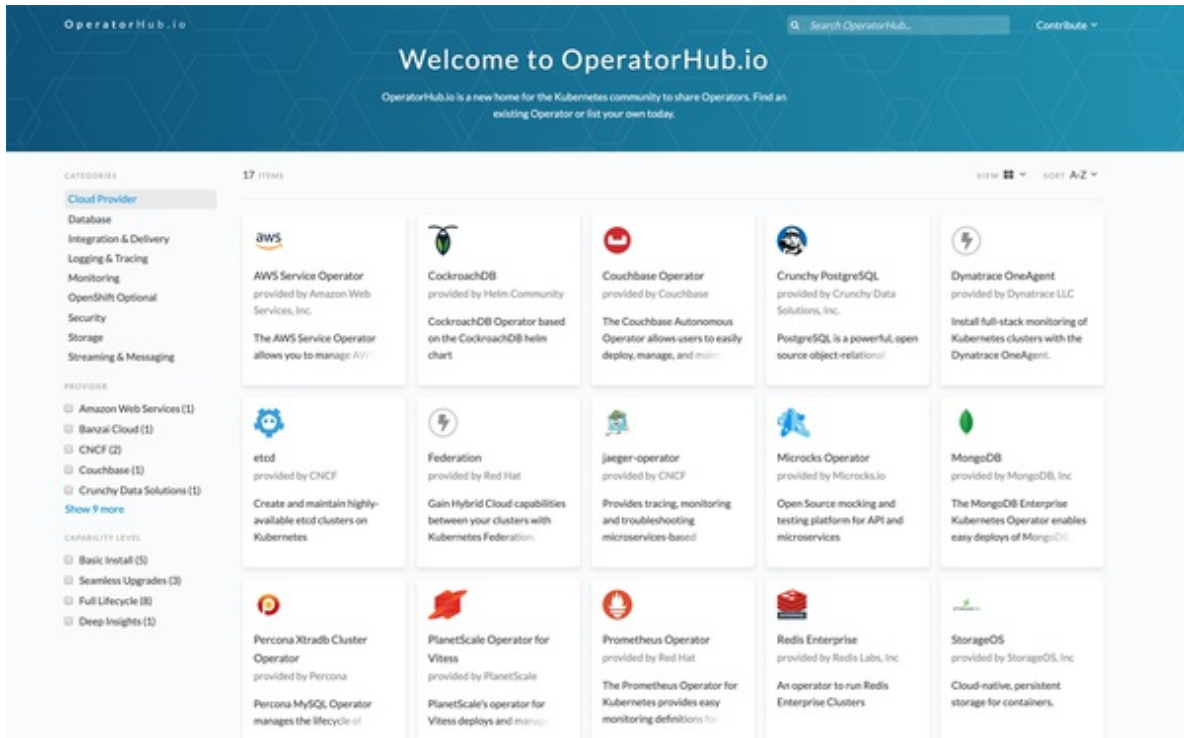 OperatorHub.io
Search OperatorHub...
Contribute
Welcome to OperatorHub.io
OperatorHub.io is a new home for the Kubernetes community to share Operators. Find an
existing Operator or list your own today.
CATEGORIES
Cloud Provider
Database
Integration & Delivery
Logging & Tracing
Monitoring
OpenShift Optional
Security
Storage
Streaming & Messaging
PROVIDER
Amazon Web Services (1)
Banzai Cloud (1)
CNCF (2)
Couchbase (1)
Crunchy Data Solutions (1)
Show 9 more
CAPABILITY LEVEL
Basic Install (5)
Seamless Upgrades (3)
Full Lifecycle (8)
Deep Insights (1)
17 ITEMS
VIEW
SORT A-Z
aws
AWS Service Operator
provided by Amazon Web
Services, Inc.
The AWS Service Operator
allows you to manage AWS
CockroachDB
provided by Helm Community
CockroachDB Operator based
on the CockroachDB helm
chart
Couchbase Operator
provided by Couchbase
The Couchbase Autonomous
Operator allows users to easily
deploy, manage, and
Crunchy PostgreSQL
provided by Crunchy Data
Solutions, Inc.
PostgreSQL is a powerful, open
source object-relational
Dynatrace OneAgent
provided by Dynatrace LLC
Install full-stack monitoring of
Kubernetes clusters with the
Dynatrace OneAgent.
etcd
provided by CNCF
Create and maintain highly-
available etcd clusters on
Kubernetes
Federation
provided by Red Hat
Gain Hybrid Cloud capabilities
between your clusters with
Kubernetes Federation.
jaeger-operator
provided by CNCF
Provides tracing, monitoring
and troubleshooting
microservices-based
Microcks Operator
provided by Microcks.io
Open Source mocking and
testing platform for API and
microservices
MongoDB
provided by MongoDB, Inc
The MongoDB Enterprise
Kubernetes Operator enables
easy deploys of MongoDB
Percona Xtradb Cluster
Operator
provided by Percona
Percona MySQL Operator
manages the lifecycle of
PlanetScale Operator for
Vitess
provided by PlanetScale
PlanetScale's operator for
Vitess deploys and
Prometheus Operator
provided by Red Hat
The Prometheus Operator for
Kubernetes provides easy
monitoring definitions for
Redis Enterprise
provided by Redis Labs, Inc
An operator to run Redis
Enterprise Clusters
StorageOS
provided by StorageOS, Inc
Cloud-native, persistent
storage for containers.